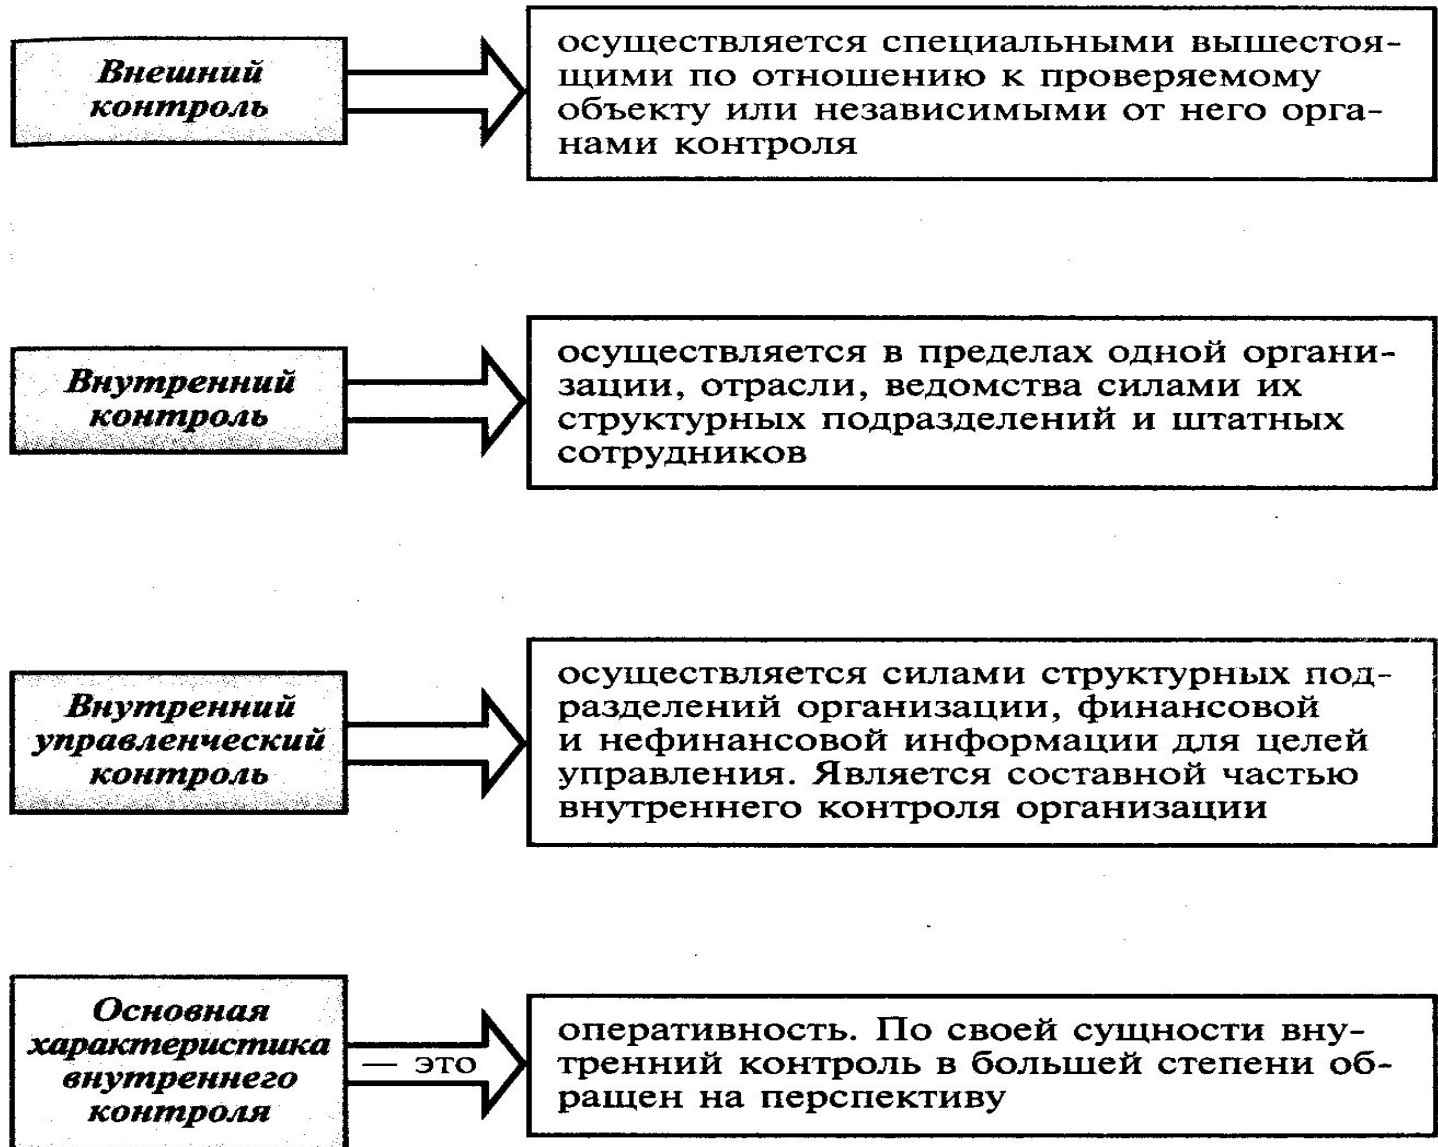 Внешний
контроль
осуществляется специальными вышестоя-
щими по отношению к проверяемому
объекту или независимыми от него орга-
нами контроля
Внутренний
контроль
осуществляется в пределах одной органи-
зации, отрасли, ведомства силами их
структурных подразделений и штатных
сотрудников
Внутренний
управленческий
контроль
осуществляется силами структурных под-
разделений организации, финансовой
и нефинансовой информации для целей
управления. Является составной частью
внутреннего контроля организации
Основная
характеристика
внутреннего
контроля
— это
оперативность. По своей сущности вну-
тренний контроль в большей степени об-
ращен на перспективу